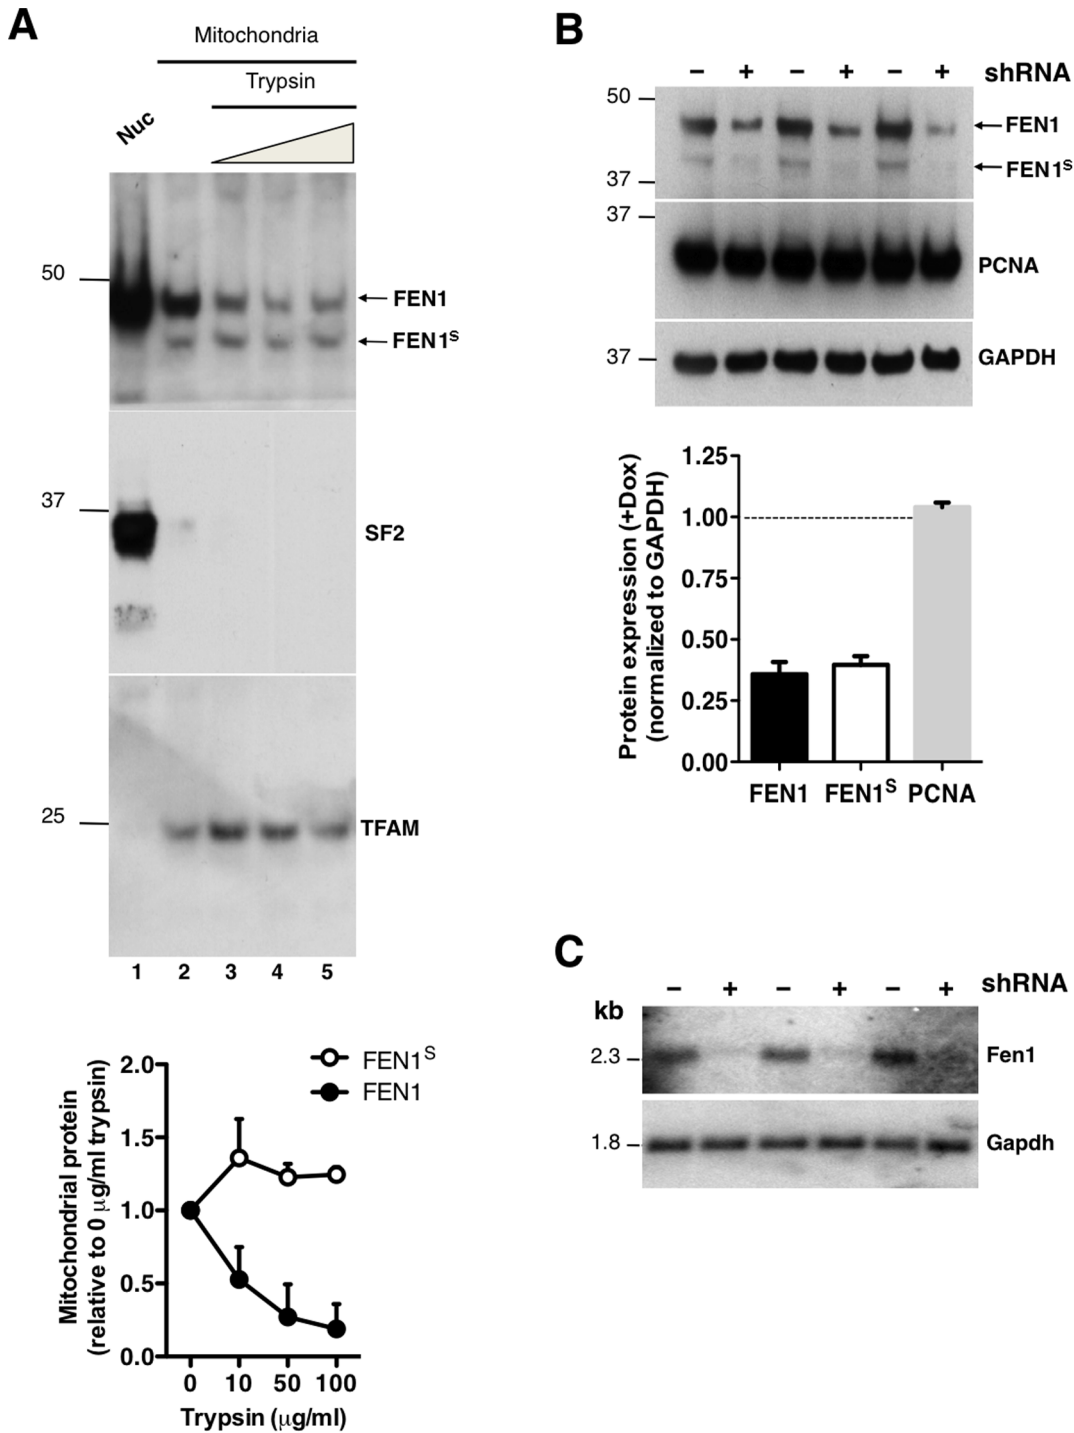 A
Mitochondria
Trypsin
Nuc
50
FEN1
FEN1S
37
SF2
25
TFAM
1 2 3 4 5
FEN1S
FEN1
Mitochondrial protein
(relative to 0 μg/ml trypsin)
2.0
1.5
1.0
0.5
0.0
0 10 50 100
Trypsin (μg/ml)
B
– + – + – + shRNA
50
FEN1
FEN1S
37
37
PCNA
37
GAPDH
Protein expression (+Dox)
(normalized to GAPDH)
1.25
1.00
0.75
0.50
0.25
0.00
FEN1 FEN1S PCNA
C
– + – + – + shRNA
kb
2.3
Fen1
1.8
Gapdh